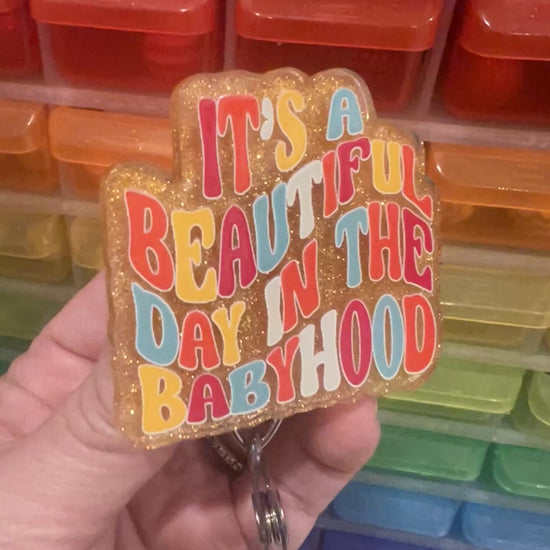 IT'S A
BEAUTIFUL
DAY IN THE
BABYHOOD